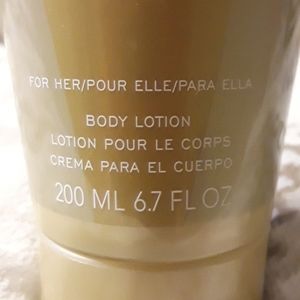 FOR HER/POUR ELLE/PARA ELLA
BODY LOTION
LOTION POUR LE CORPS
CREMA PARA EL CUERPO
200 ML 6.7 FL OZ